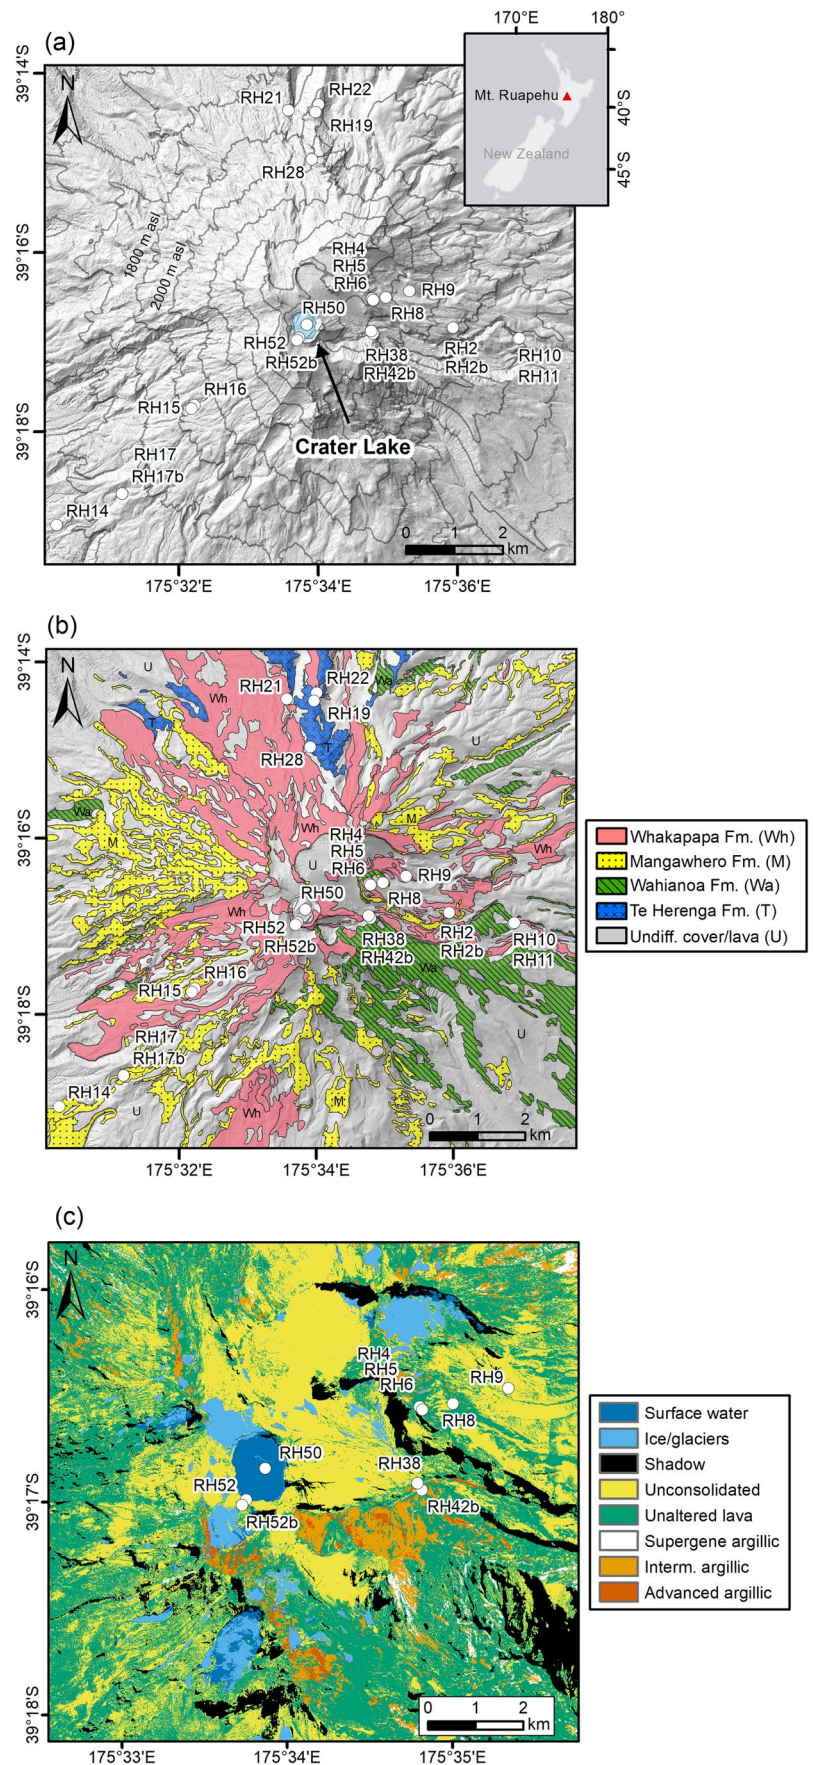 170°E
180°
(a)
39°14'S
N
Mt. Ruapehu
40°S
New Zealand
45°S
RH21
RH22
RH19
RH28
1800 m asl
2000 m asl
39°16'S
RH4
RH5
RH6
RH9
RH50
RH8
RH52
RH52b
RH38
RH42b
RH2
RH2b
RH10
RH11
RH16
RH15
39°18'S
Crater Lake
RH17
RH17b
RH14
0
1
2
km
175°32'E
175°34'E
175°36'E
(b)
39°14'S
N
U
Wh
RH21
RH22
RH19
Wa
T
RH28
T
U
Wa
M
39°16'S
Wh
RH4
RH5
RH6
M
Wh
U
RH9
RH50
RH8
Wh
RH52
RH52b
RH38
RH42b
RH2
RH2b
RH10
RH11
Wa
RH16
RH15
39°18'S
RH17
RH17b
U
RH14
U
Wh
M
0
1
2
km
175°32'E
175°34'E
175°36'E
Whakapapa Fm. (Wh)
Mangawhero Fm. (M)
Wahianoa Fm. (Wa)
Te Herenga Fm. (T)
Undiff. cover/lava (U)
(c)
N
39°16'S
RH4
RH5
RH6
RH9
RH8
RH50
RH38
RH52
RH52b
RH42b
39°17'S
39°18'S
0
1
2
km
175°33'E
175°34'E
175°35'E
Surface water
Ice/glaciers
Shadow
Unconsolidated
Unaltered lava
Supergene argillic
Interm. argillic
Advanced argillic